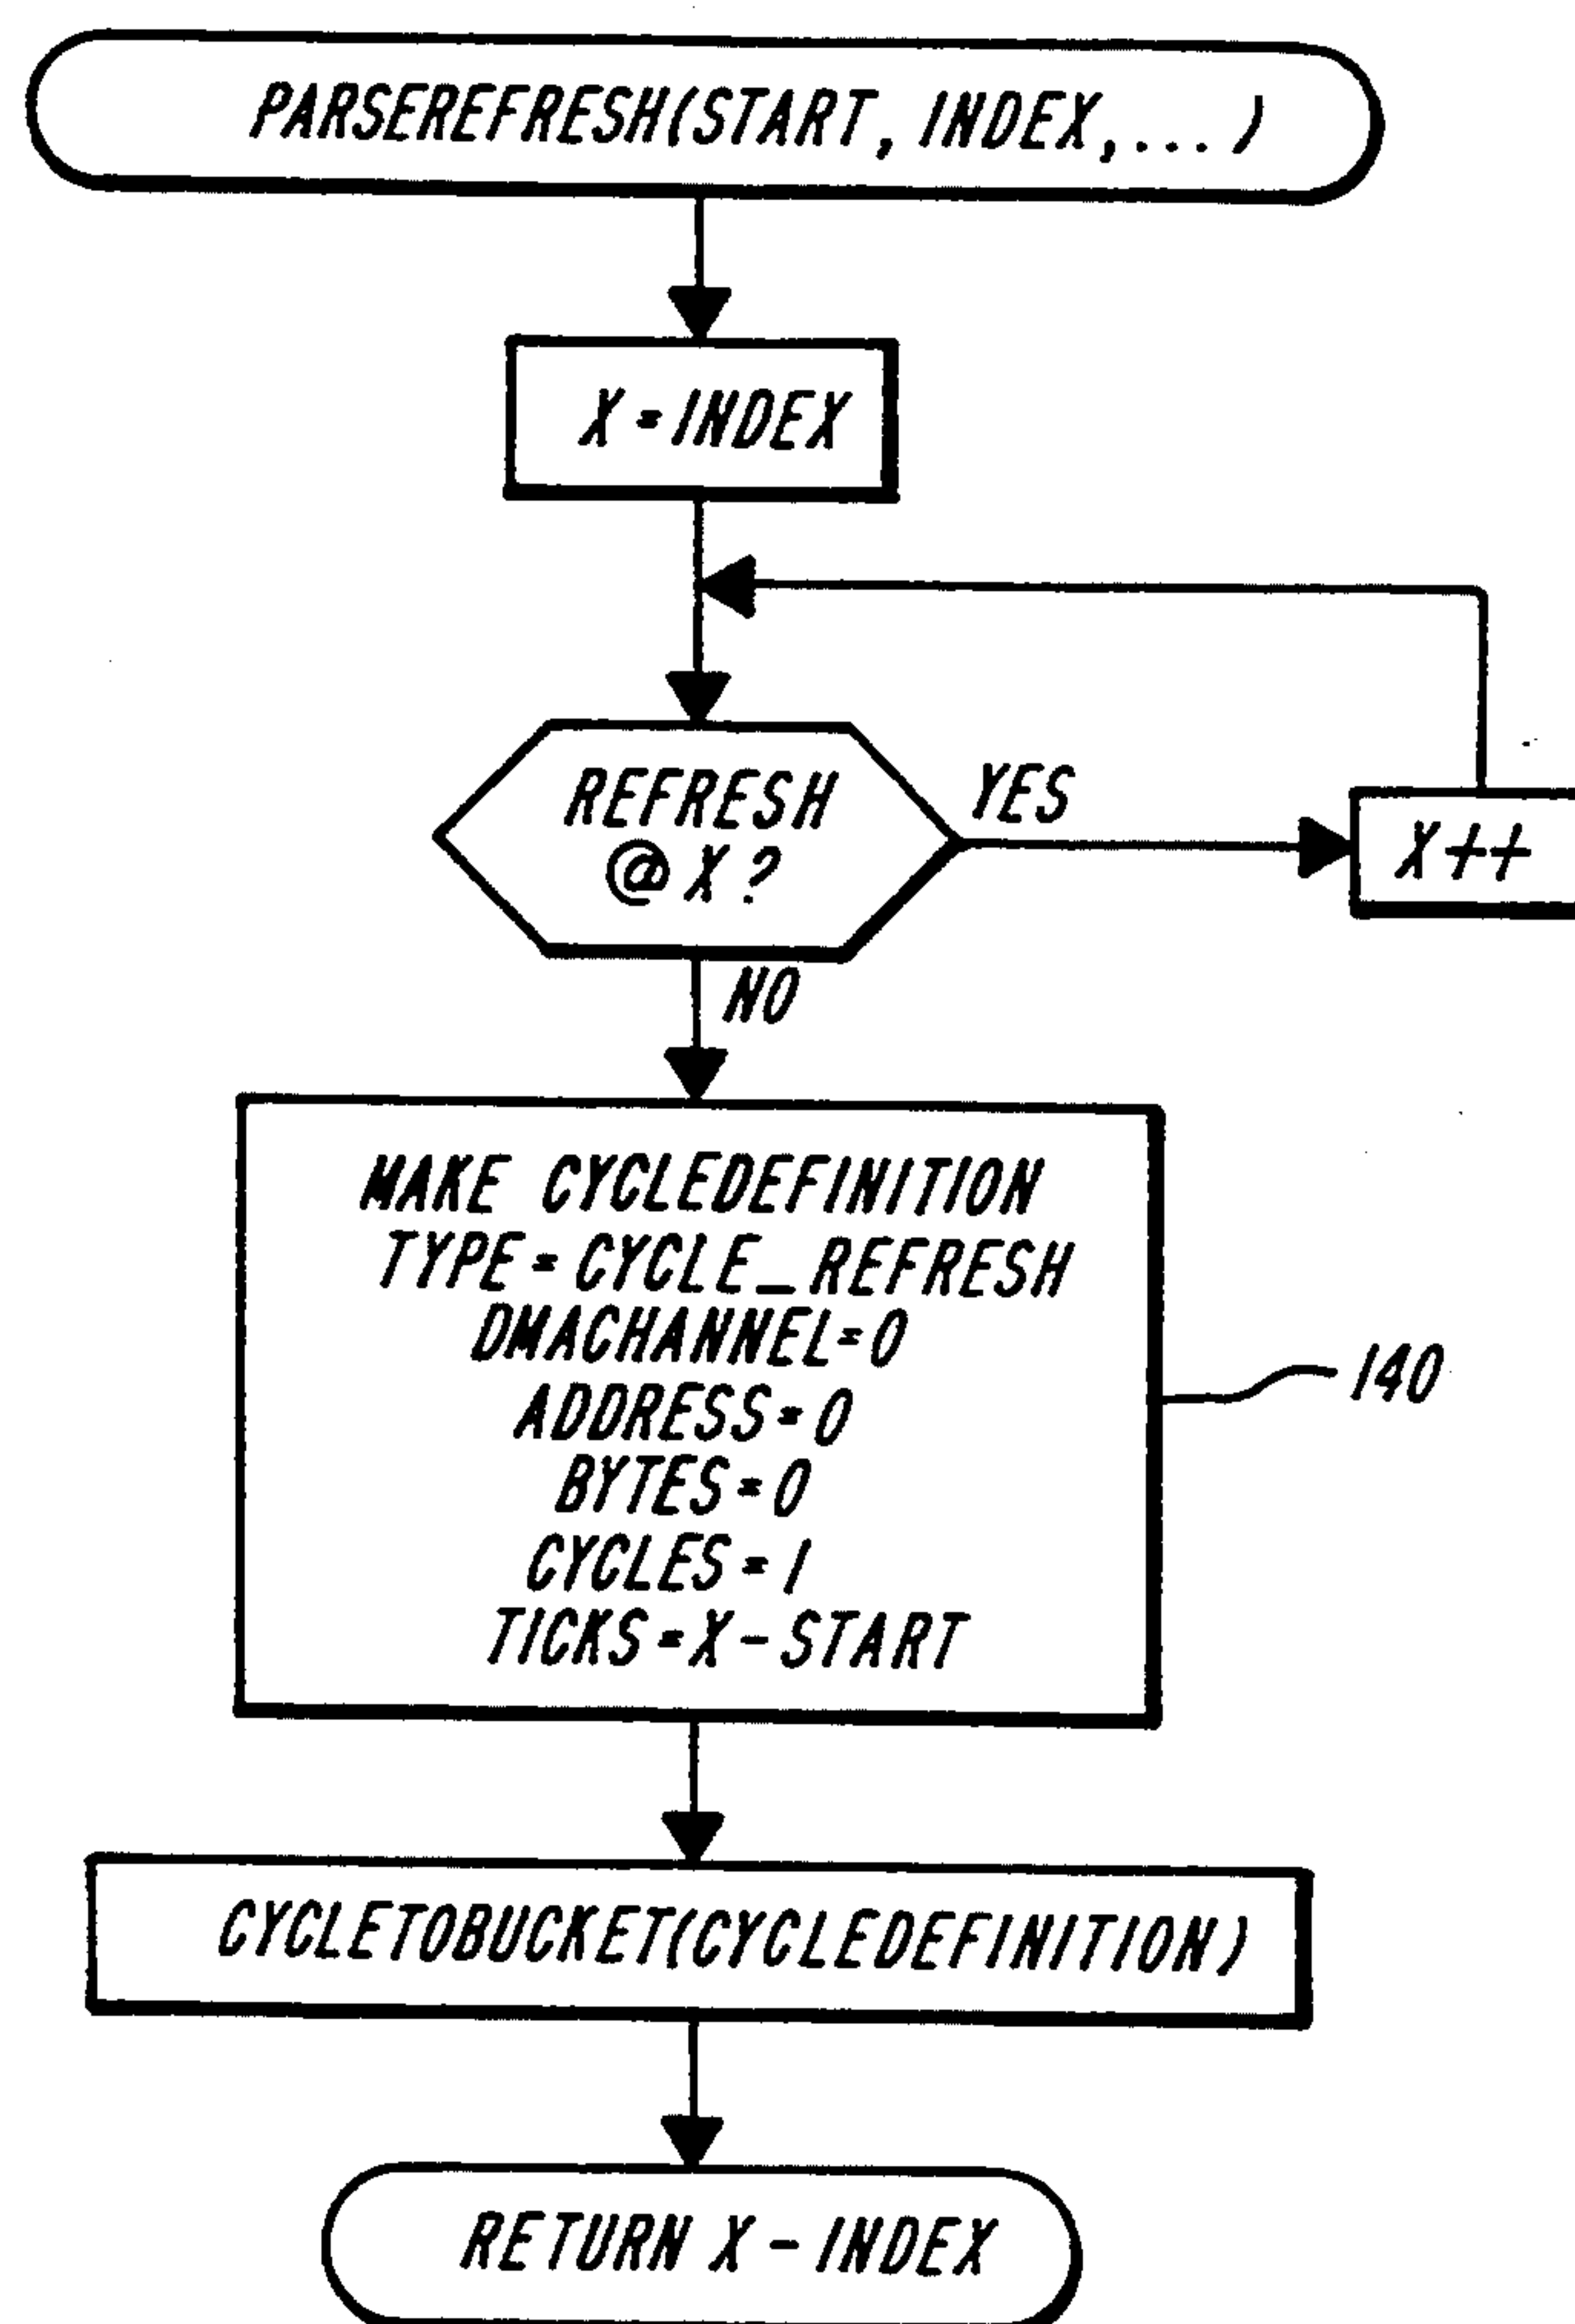 PARSEREFRESH(START, INDEX,...)
X=INDEX
REFRESH
@ X?
YES
X++
NO
MAKE CYCLEDEFINITION
TYPE=CYCLE_REFRESH
DMACHANNEL=0
ADDRESS=0
BYTES=0
CYCLES=1
TICKS=X-START
140
CYCLETOBUCKET(CYCLEDEFINITION)
RETURN X-INDEX